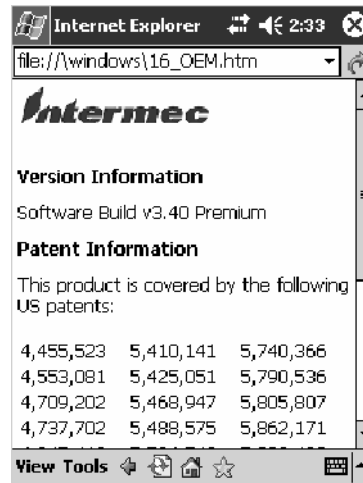 Internet Explorer 2:33
file://\windows\16_OEM.htm
Intermec
Version Information
Software Build v3.40 Premium
Patent Information
This product is covered by the following
US patents:
4,455,523 5,410,141 5,740,366
4,553,081 5,425,051 5,790,536
4,709,202 5,468,947 5,805,807
4,737,702 5,488,575 5,862,171
View Tools